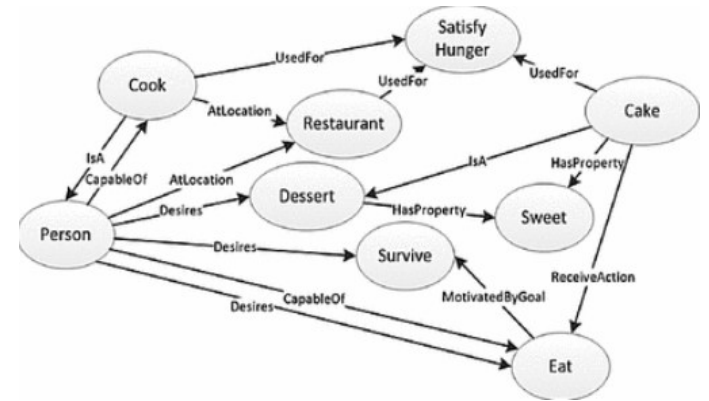 Satisfy
Hunger
UsedFor
Cook
UsedFor
UsedFor
Cake
AtLocation
Restaurant
IsA
IsA
HasProperty
CapableOf
AtLocation
Dessert
Desires
HasProperty
Sweet
Person
Desires
Survive
ReceiveAction
CapableOf
MotivatedByGoal
Desires
Eat